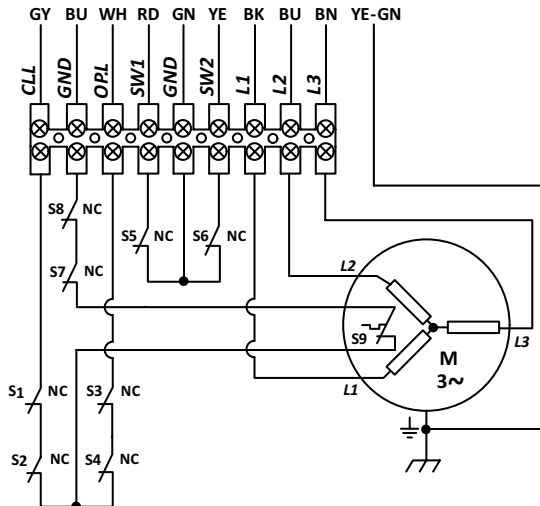 GY BU WH RD GN YE BK BU BN YE-GN
CLL GND OP.L SW1 GND SW2 L1 L2 L3
S8 NC
S5 NC S6 NC
S7 NC
L2
S9
L3
M
3~
L1
S1 NC S3 NC
S2 NC S4 NC